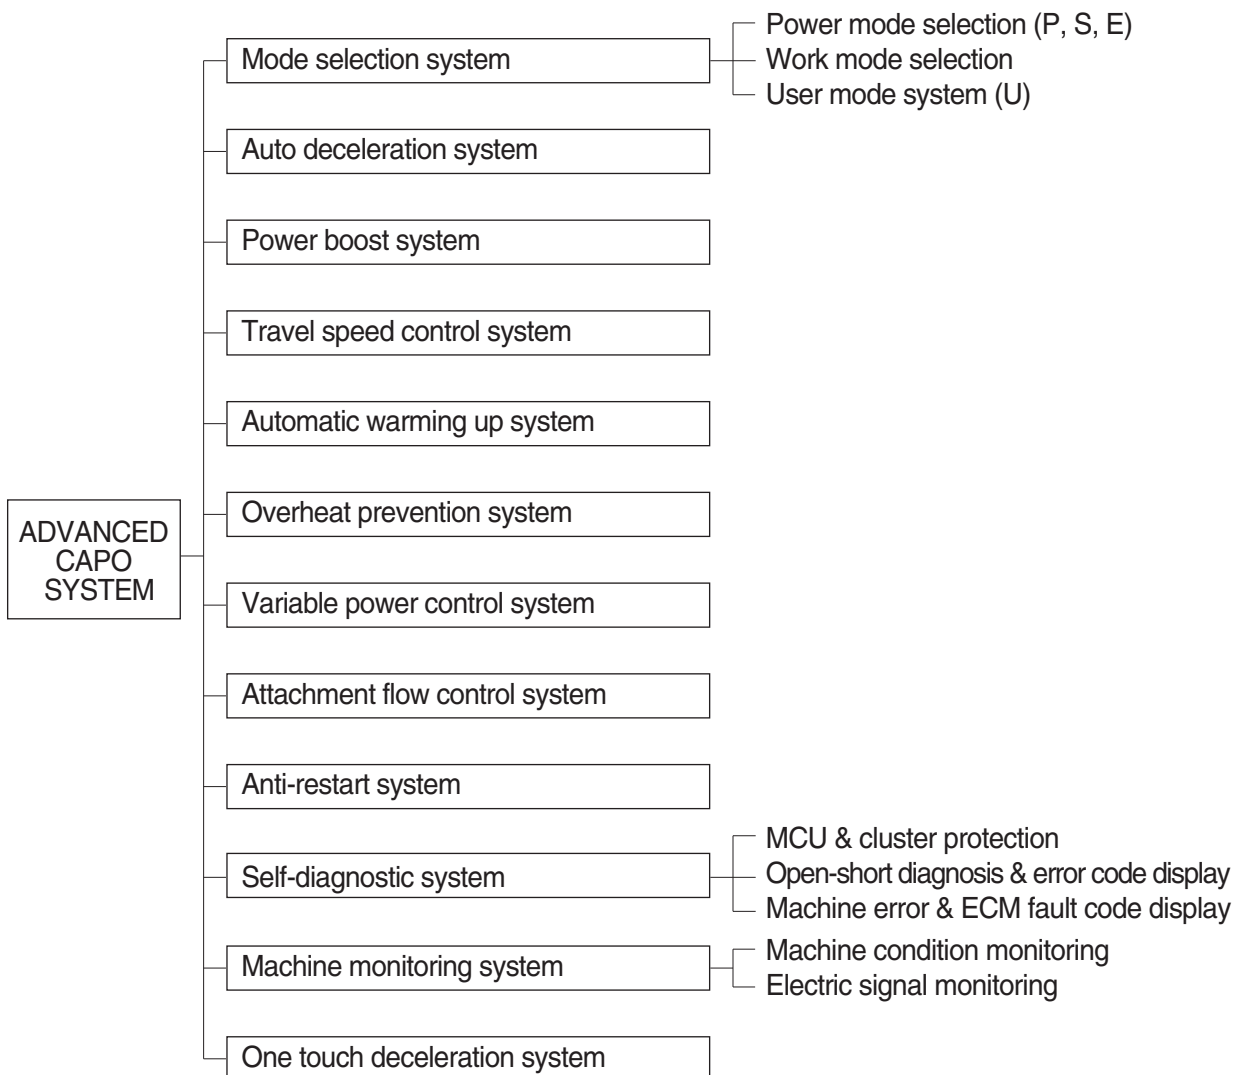 Power mode selection (P, S, E)
Mode selection system
Work mode selection
User mode system (U)
Auto deceleration system
Power boost system
Travel speed control system
Automatic warming up system
Overheat prevention system
ADVANCED
CAPO
SYSTEM
Variable power control system
Attachment flow control system
Anti-restart system
MCU & cluster protection
Self-diagnostic system
Open-short diagnosis & error code display
Machine error & ECM fault code display
Machine monitoring system
Machine condition monitoring
Electric signal monitoring
One touch deceleration system